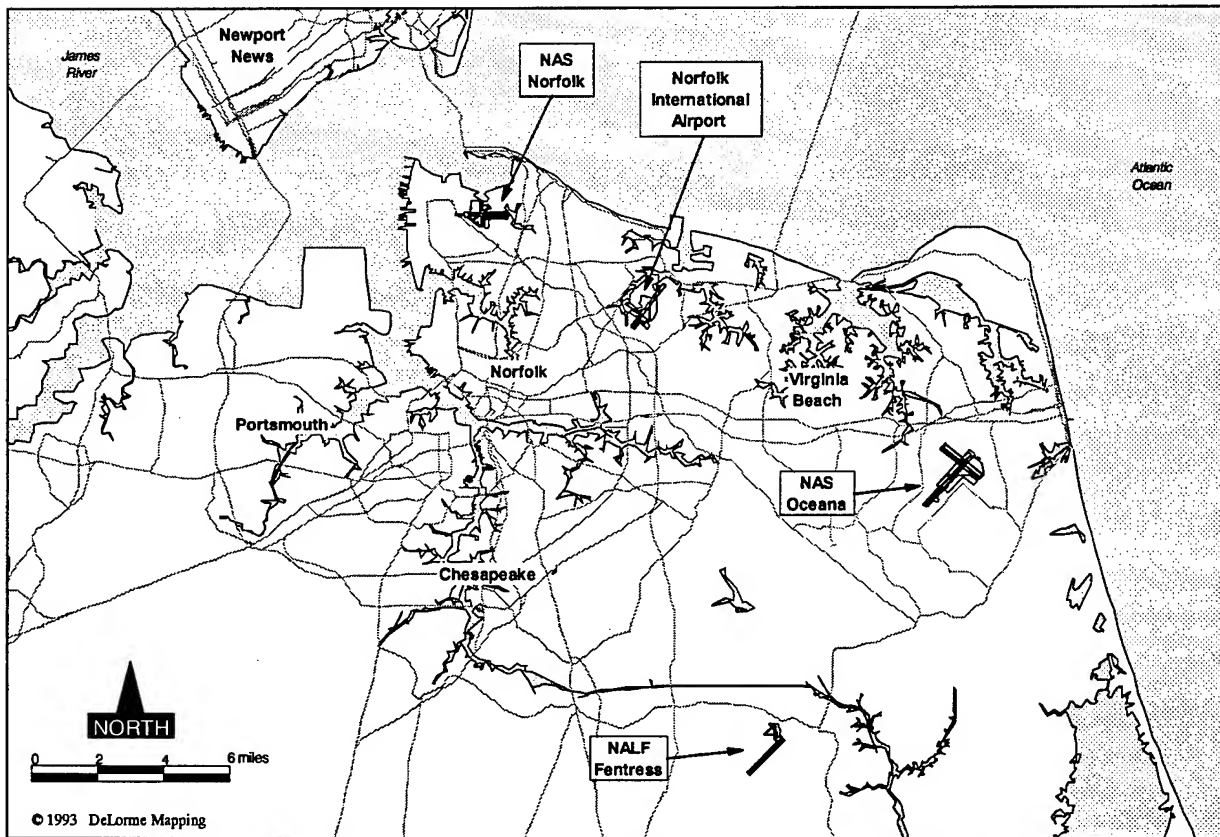 Newport
News
James
River
NAS
Norfolk
Norfolk
International
Airport
Atlantic
Ocean
Norfolk
Virginia
Beach
Portsmouth
NAS
Oceana
Chesapeake
NORTH
0 2 4 6 miles
NALF
Fentress
© 1993 DeLorme Mapping